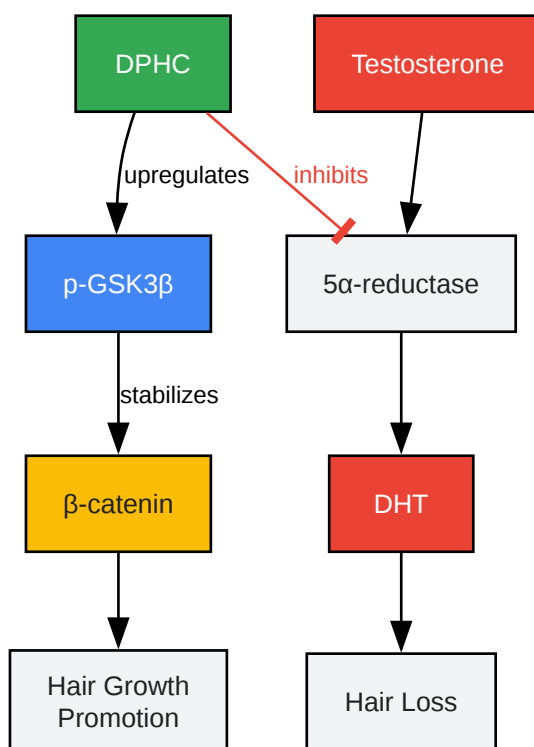 DPHC
Testosterone
upregulates
inhibits
p-GSK3β
5α-reductase
stabilizes
β-catenin
DHT
Hair Growth
Promotion
Hair Loss